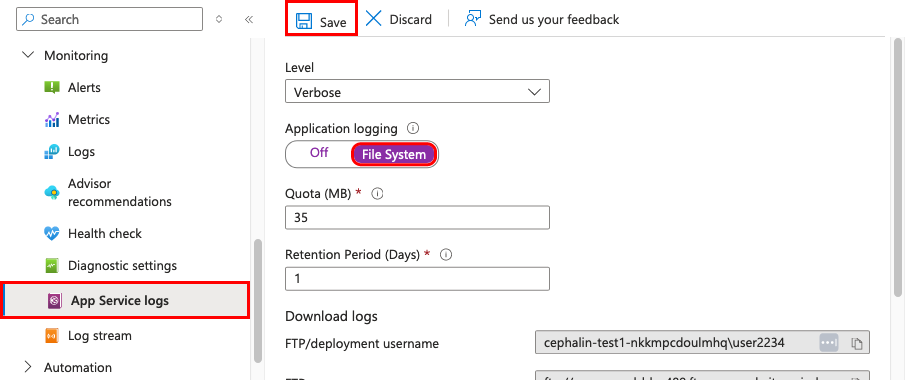 Search
Save
Discard
Send us your feedback
Monitoring
Alerts
Metrics
Logs
Advisor
recommendations
Health check
Diagnostic settings
App Service logs
Log stream
Automation
Level
Verbose
Application logging
Off
File System
Quota (MB) *
35
Retention Period (Days) *
1
Download logs
FTP/deployment username
cephalin-test1-nkkmpcdoulmhq\user2234